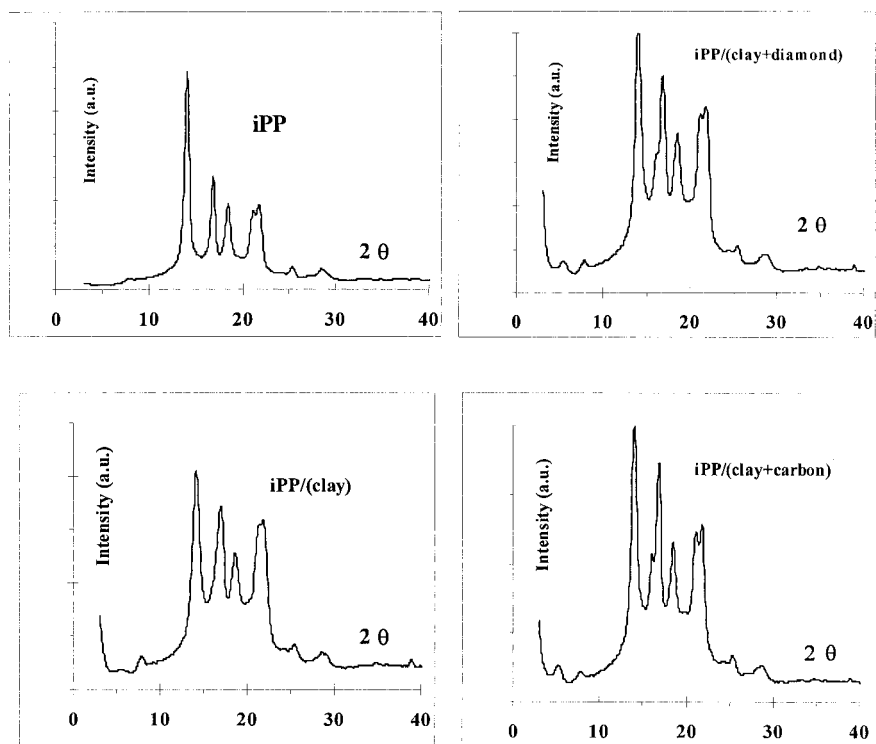 Intensity (a.u.)
iPP
2 θ
0 10 20 30 40
Intensity (a.u.)
iPP/(clay+diamond)
2 θ
0 10 20 30 40
Intensity (a.u.)
iPP/(clay)
2 θ
0 10 20 30 40
Intensity (a.u.)
iPP/(clay+carbon)
2 θ
0 10 20 30 40